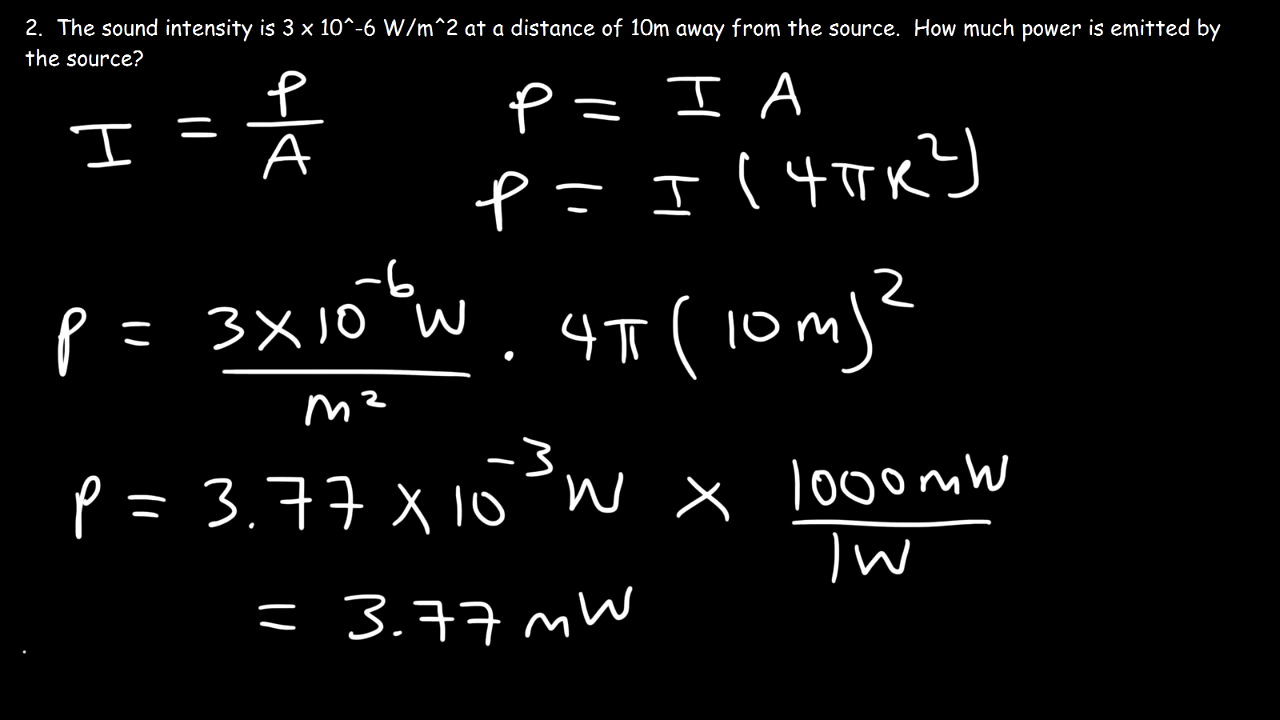 2. The sound intensity is 3 x 10^-6 W/m^2 at a distance of 10m away from the source. How much power is emitted by
the source?
I = P/A
P = I A
P = I (4πR²)
P = 3×10⁻⁶ W/m² · 4π(10m)²
P = 3.77 × 10⁻³ W × 1000mW/1W
= 3.77 mW